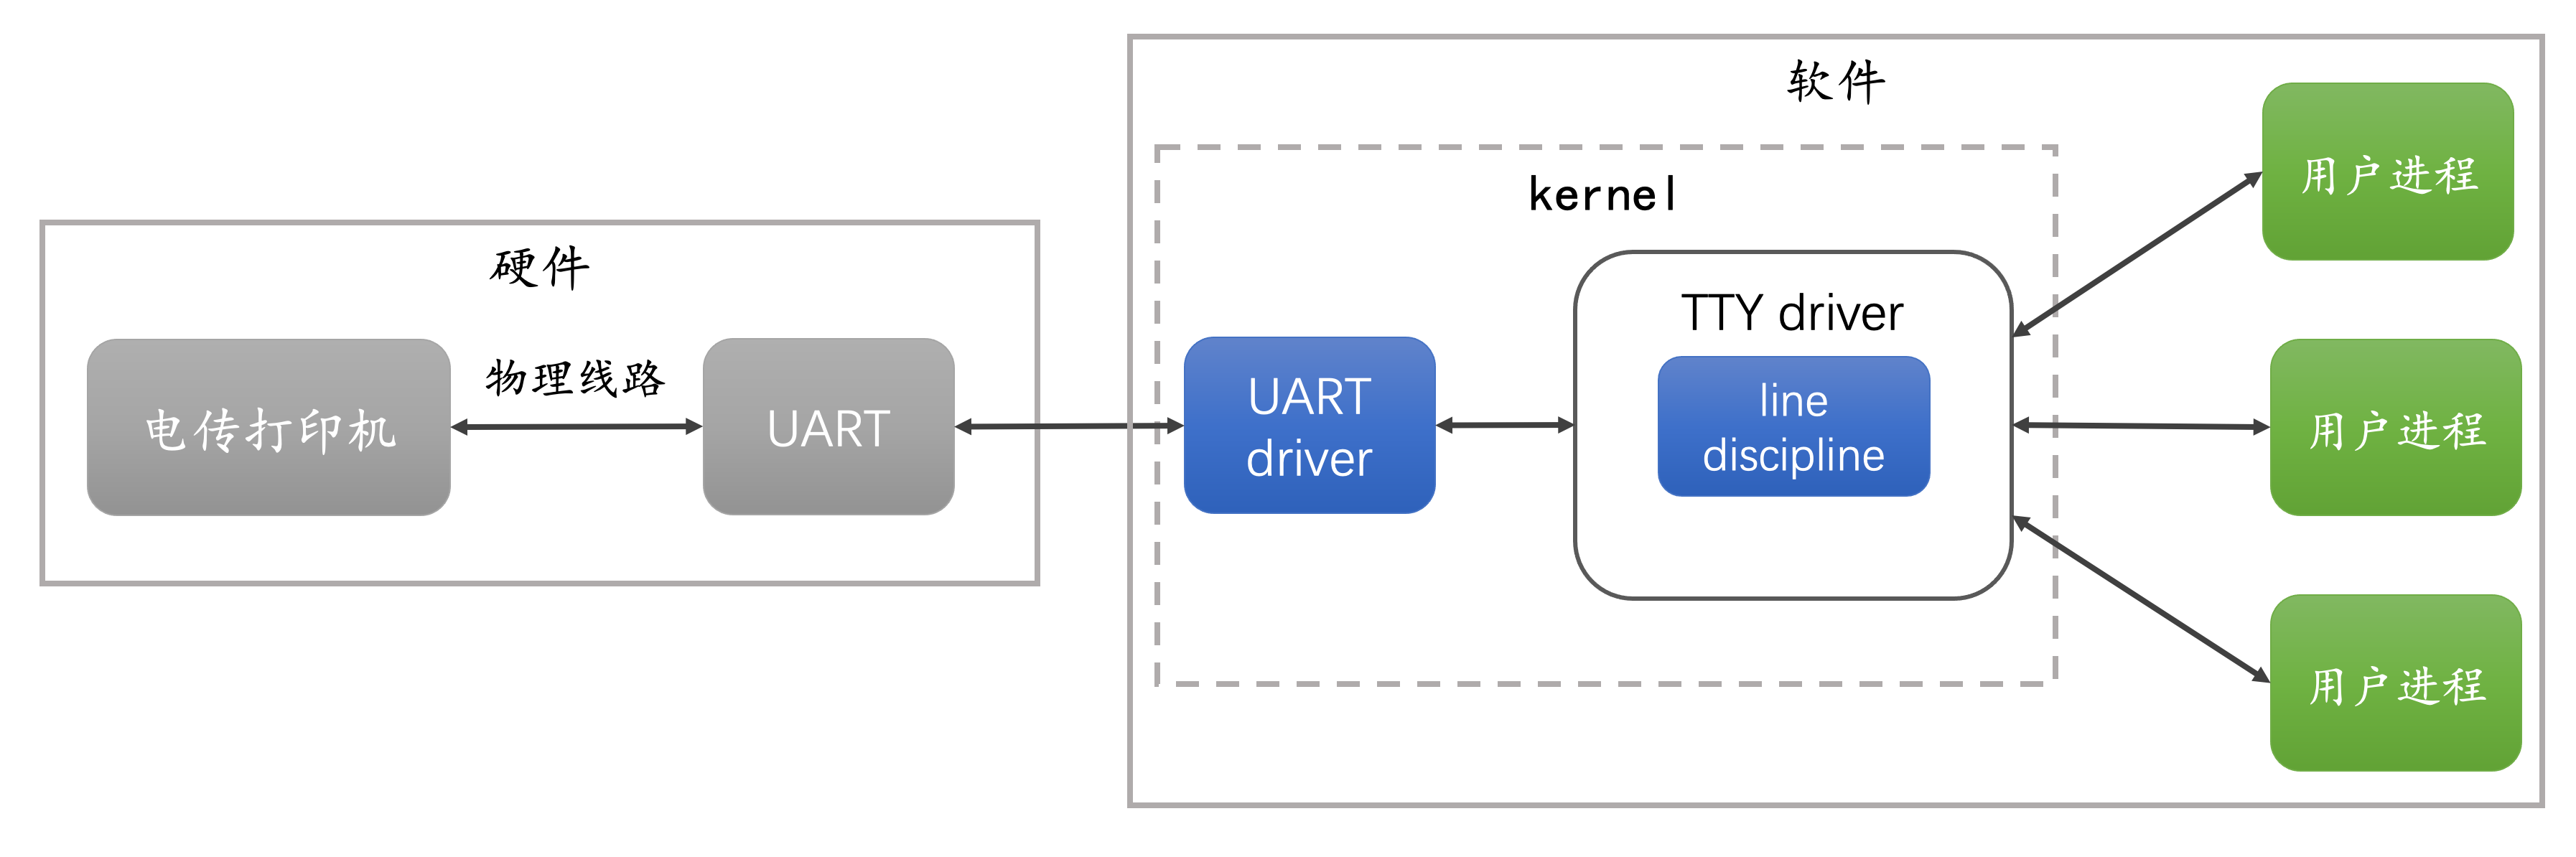 硬件
电传打印机
物理线路
UART
软件
kernel
UART
driver
TTY driver
line
discipline
用户进程
用户进程
用户进程